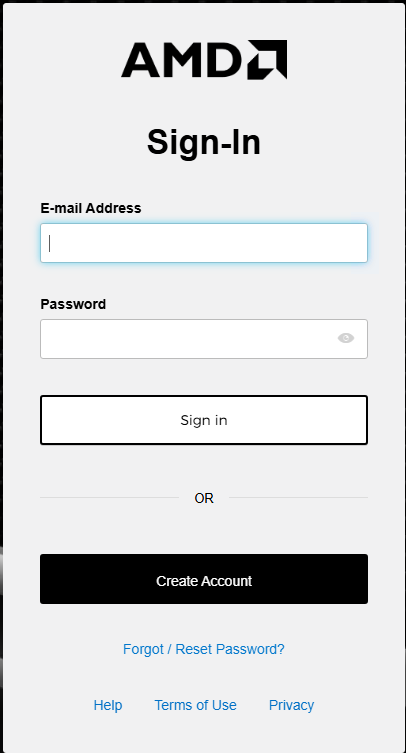 AMD
Sign-In
E-mail Address
Password
Sign in
OR
Create Account
Forgot / Reset Password?
Help Terms of Use Privacy